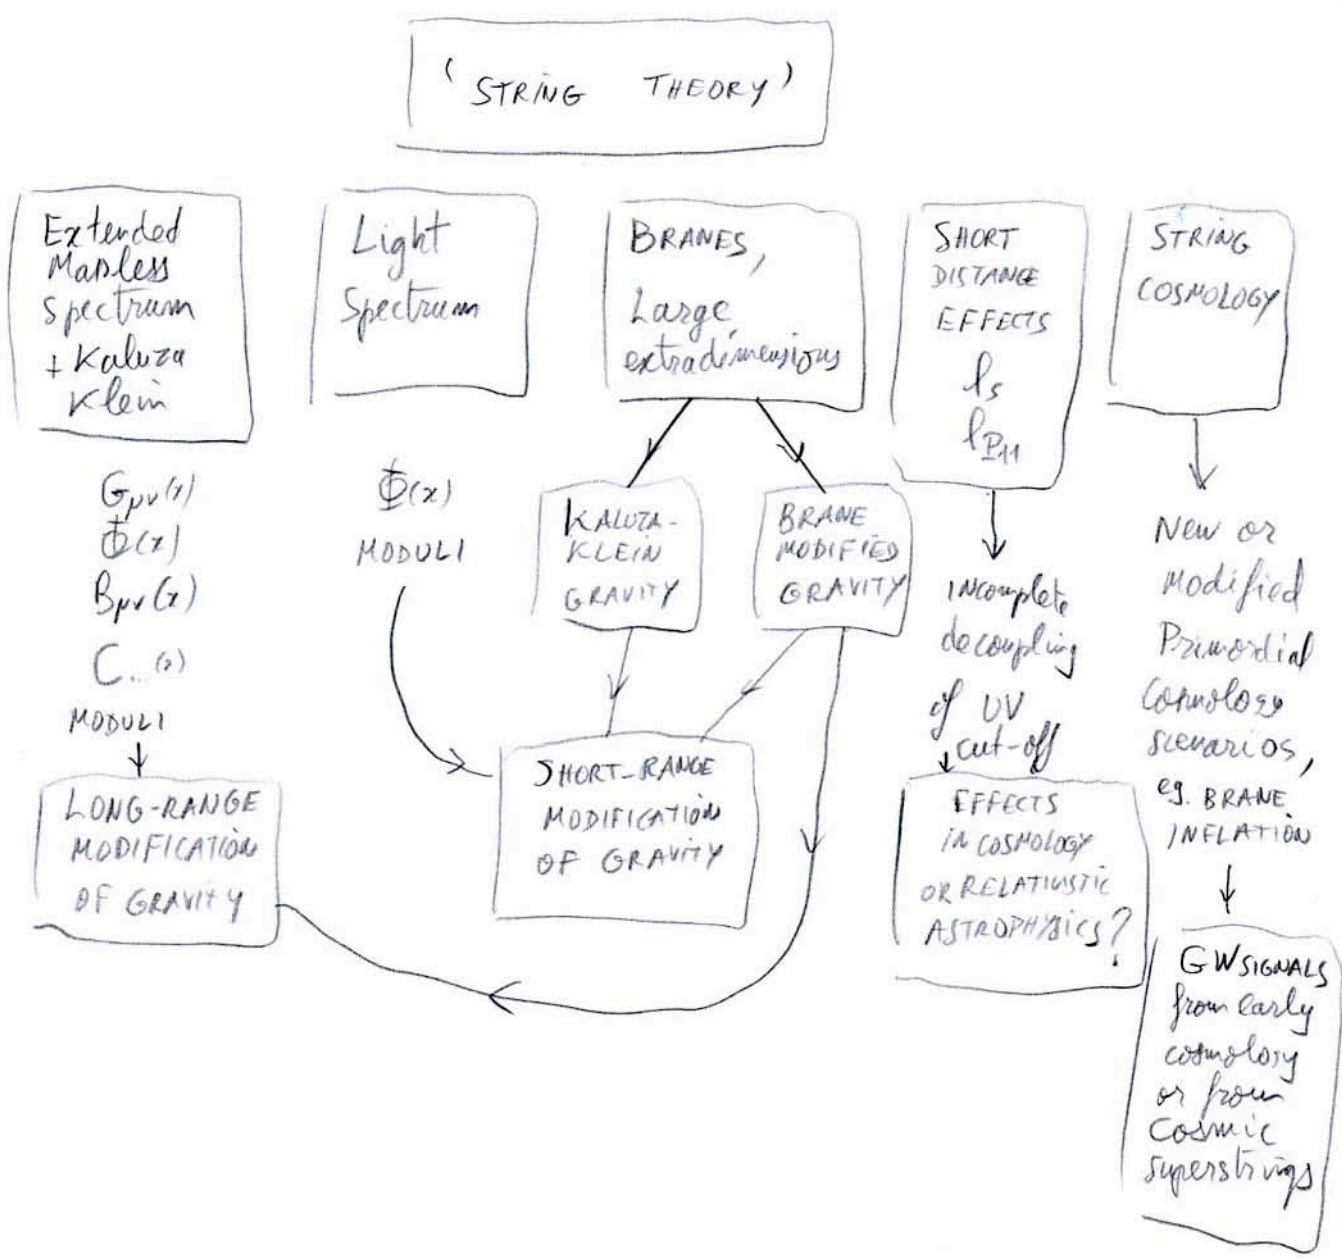 ( STRING THEORY )
Extended
Massless
Spectrum
+ Kaluza
Klein
Gμν(x)
Φ(x)
Bμν(x)
C...(x)
MODULI
LONG-RANGE
MODIFICATION
OF GRAVITY
Light
Spectrum
Φ(x)
MODULI
BRANES,
Large
extradimensions
KALUZA-
KLEIN
GRAVITY
BRANE
MODIFIED
GRAVITY
SHORT-RANGE
MODIFICATION
OF GRAVITY
SHORT
DISTANCE
EFFECTS
ls
lP11
INcomplete
decoupling
of UV
cut-off
EFFECTS
IN COSMOLOGY
OR RELATIVISTIC
ASTROPHYSICS?
STRING
COSMOLOGY
New or
Modified
Primordial
Cosmology
scenarios,
eg. BRANE
INFLATION
GW SIGNALS
from early
cosmology
or from
Cosmic
superstrings